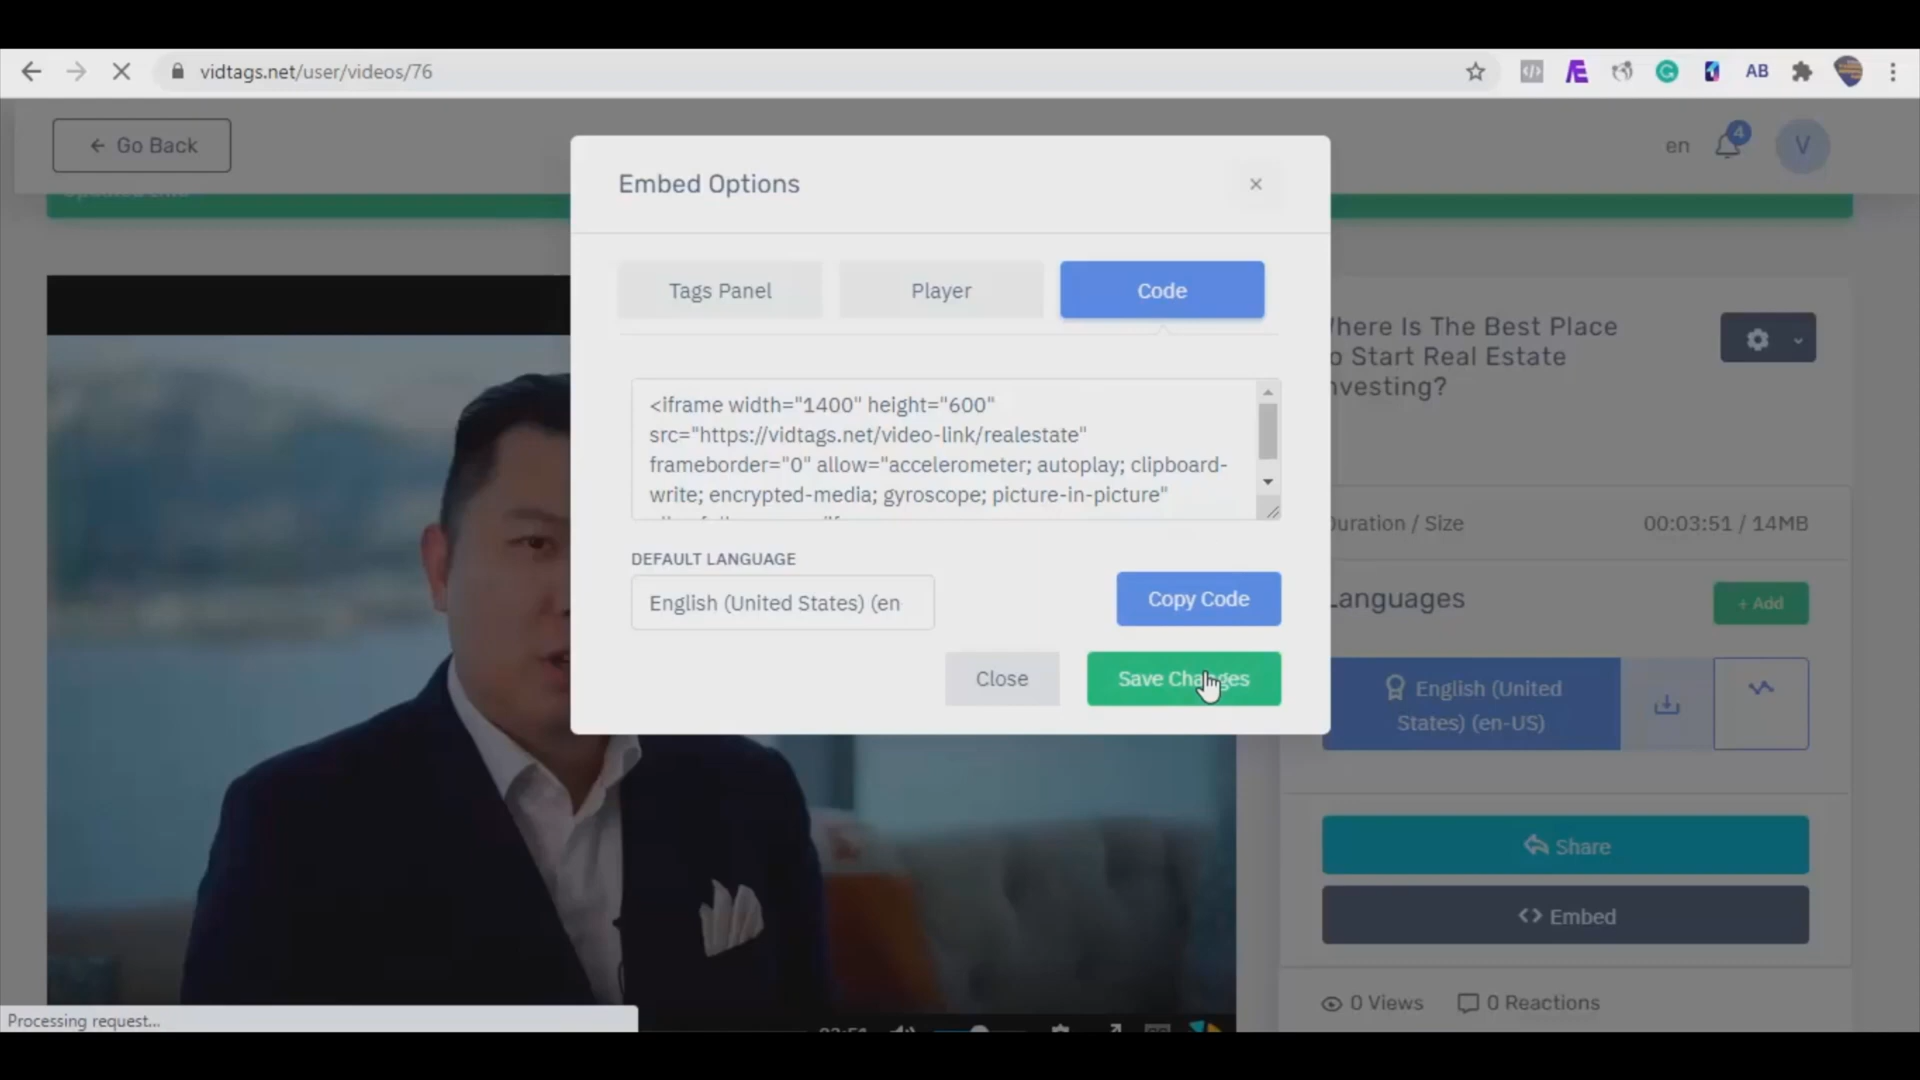 vidtags.net/user/videos/76
AB
Go Back
en
4
V
Embed Options
×
Tags Panel
Player
Code
<iframe width="1400" height="600"
src="https://vidtags.net/video-link/realestate"
frameborder="0" allow="accelerometer; autoplay; clipboard-
write; encrypted-media; gyroscope; picture-in-picture"
DEFAULT LANGUAGE
English (United States) (en
Copy Code
Close
Save Changes
here Is The Best Place
o Start Real Estate
nvesting?
Duration / Size
00:03:51 / 14MB
Languages
+ Add
English (United
States) (en-US)
Share
<> Embed
0 Views
0 Reactions
Processing request...